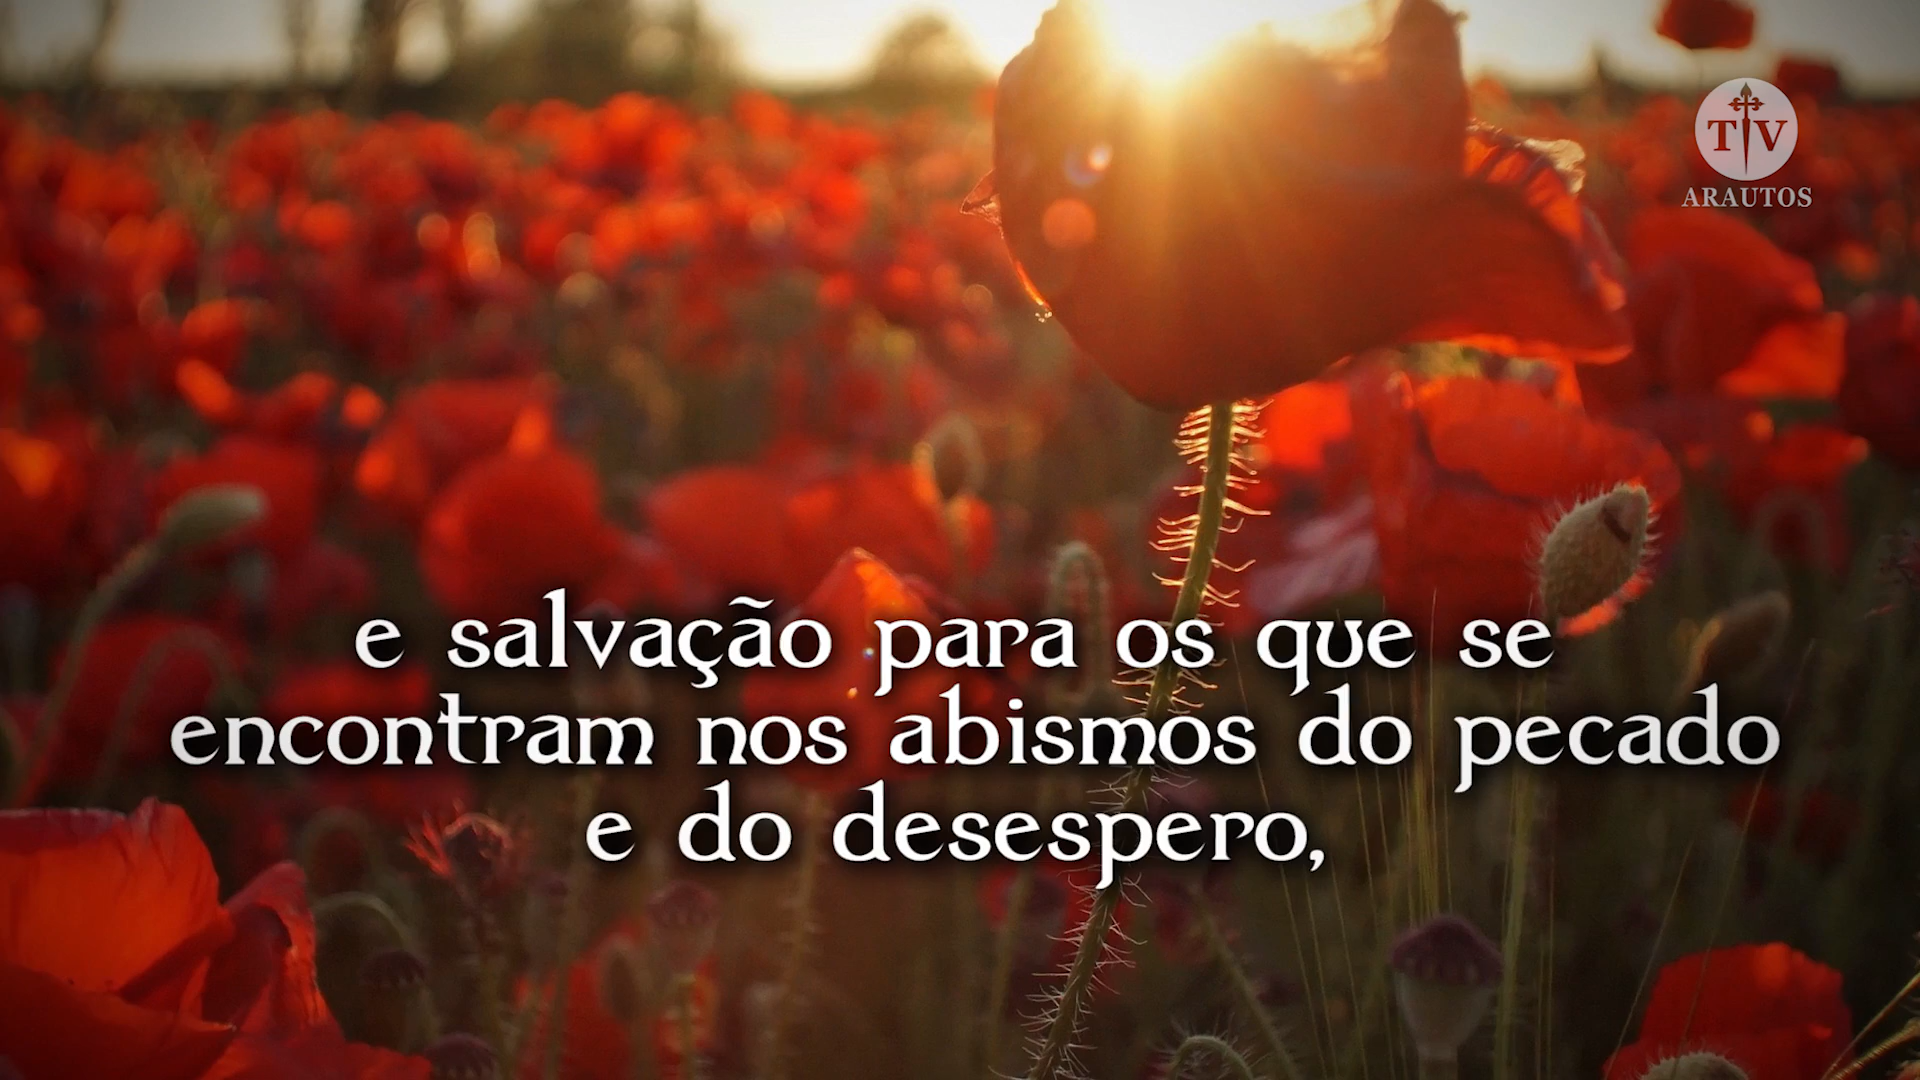 TV
ARAUTOS
e salvação para os que se
encontram nos abismos do pecado
e do desespero,